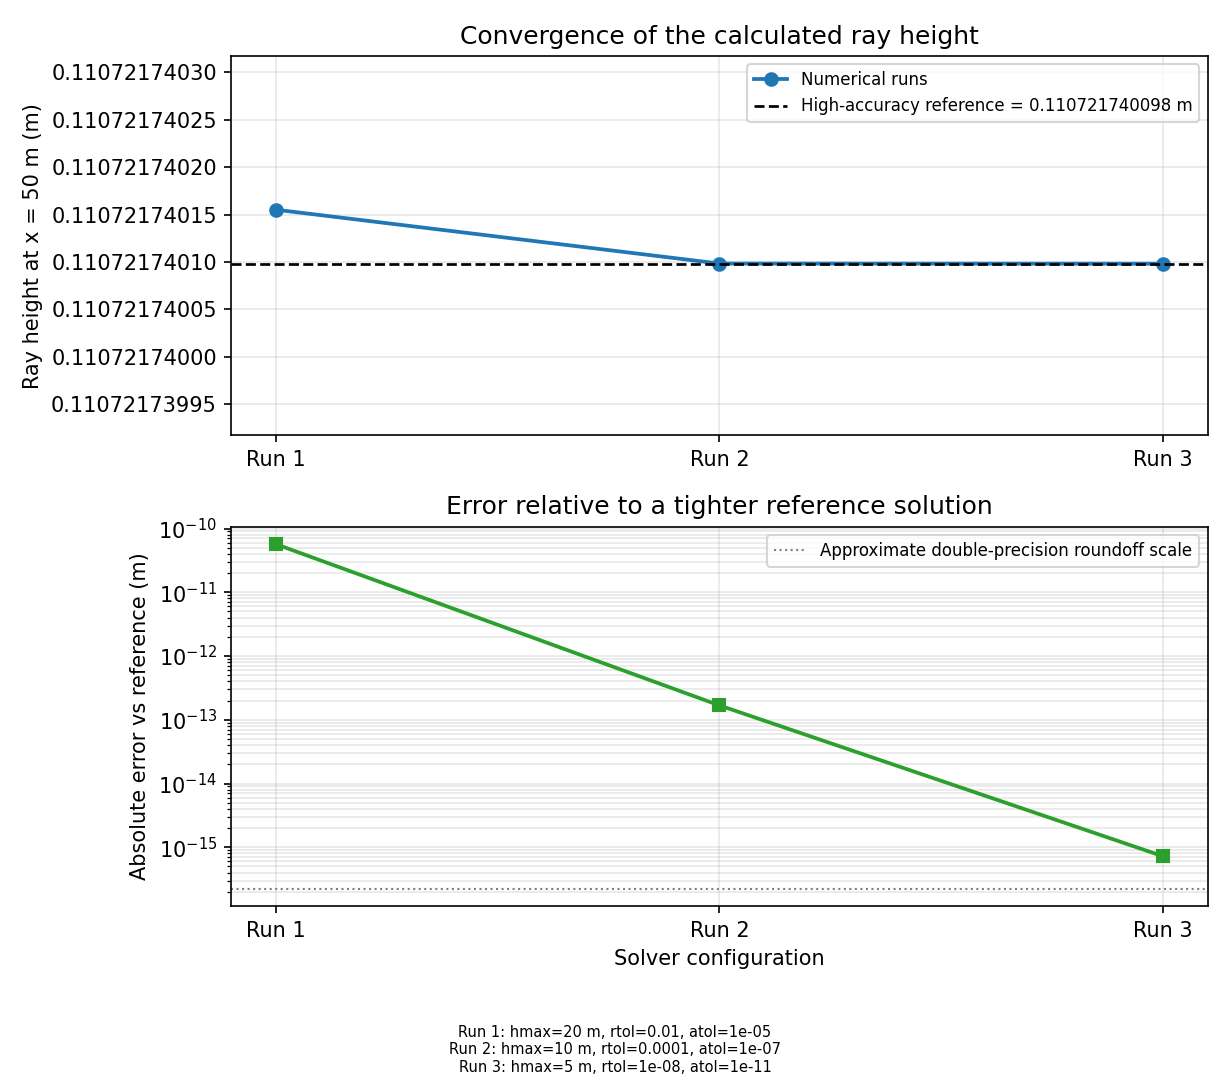 Convergence of the calculated ray height
Ray height at x = 50 m (m)
0.11072174030
0.11072174025
0.11072174020
0.11072174015
0.11072174010
0.11072174005
0.11072174000
0.11072173995
Numerical runs
High-accuracy reference = 0.110721740098 m
Run 1 Run 2 Run 3
Error relative to a tighter reference solution
Absolute error vs reference (m)
10⁻¹⁰
10⁻¹¹
10⁻¹²
10⁻¹³
10⁻¹⁴
10⁻¹⁵
Approximate double-precision roundoff scale
Run 1 Run 2 Run 3
Solver configuration
Run 1: hmax=20 m, rtol=0.01, atol=1e-05
Run 2: hmax=10 m, rtol=0.0001, atol=1e-07
Run 3: hmax=5 m, rtol=1e-08, atol=1e-11